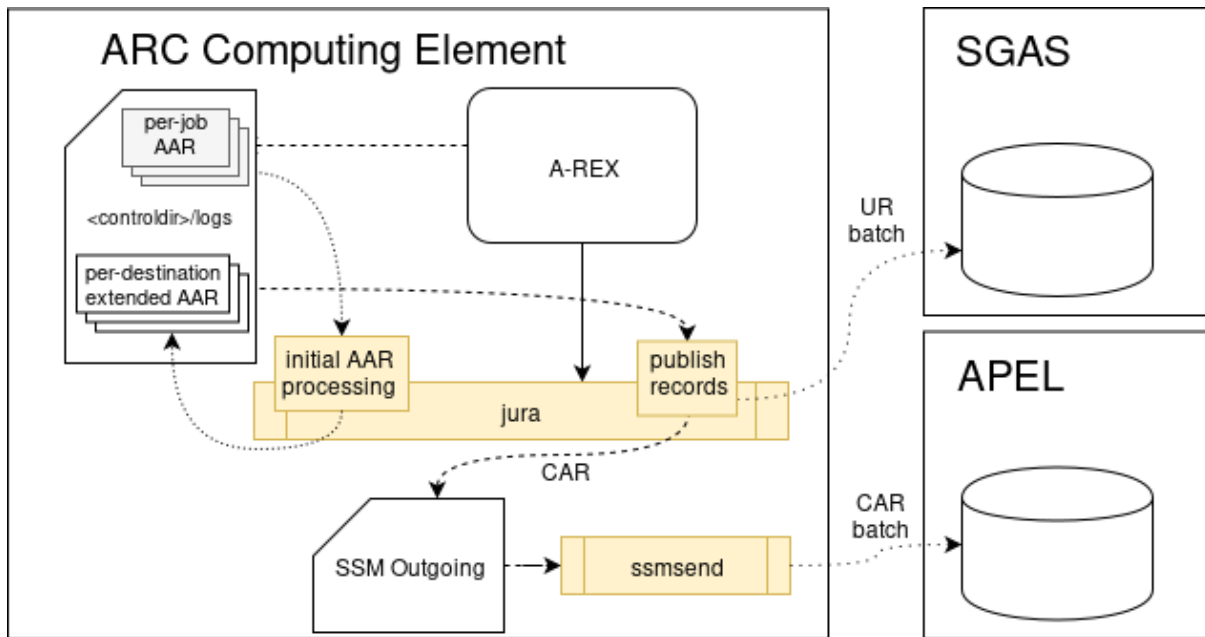 ARC Computing Element
per-job
AAR
A-REX
<controldir>/logs
per-destination
extended AAR
initial AAR
processing
publish
records
jura
CAR
SSM Outgoing
ssmsend
UR
batch
CAR
batch
SGAS
APEL